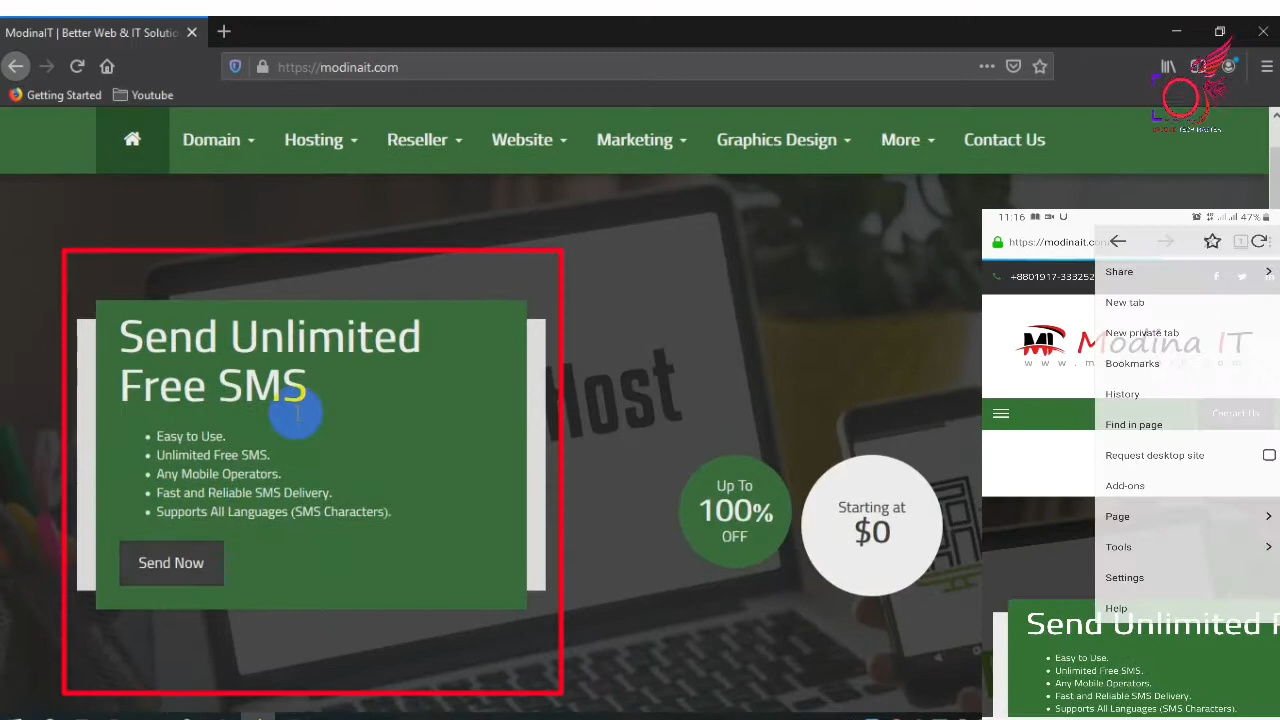 ModinaIT | Better Web & IT Solutio
https://modinait.com
Getting Started
Youtube
Domain
Hosting
Reseller
Website
Marketing
Graphics Design
More
Contact Us
Send Unlimited
Free SMS
Easy to Use.
Unlimited Free SMS.
Any Mobile Operators.
Fast and Reliable SMS Delivery.
Supports All Languages (SMS Characters).
Send Now
Host
Up To
100%
OFF
Starting at
$0
11:16
47%
https://modinait.com
+8801917-333252
Modina IT
Contact Us
Share
New tab
New private tab
Bookmarks
History
Find in page
Request desktop site
Add-ons
Page
Tools
Settings
Help
Send Unlimited F
Easy to Use.
Unlimited Free SMS.
Any Mobile Operators.
Fast and Reliable SMS Delivery.
Supports All Languages (SMS Characters).